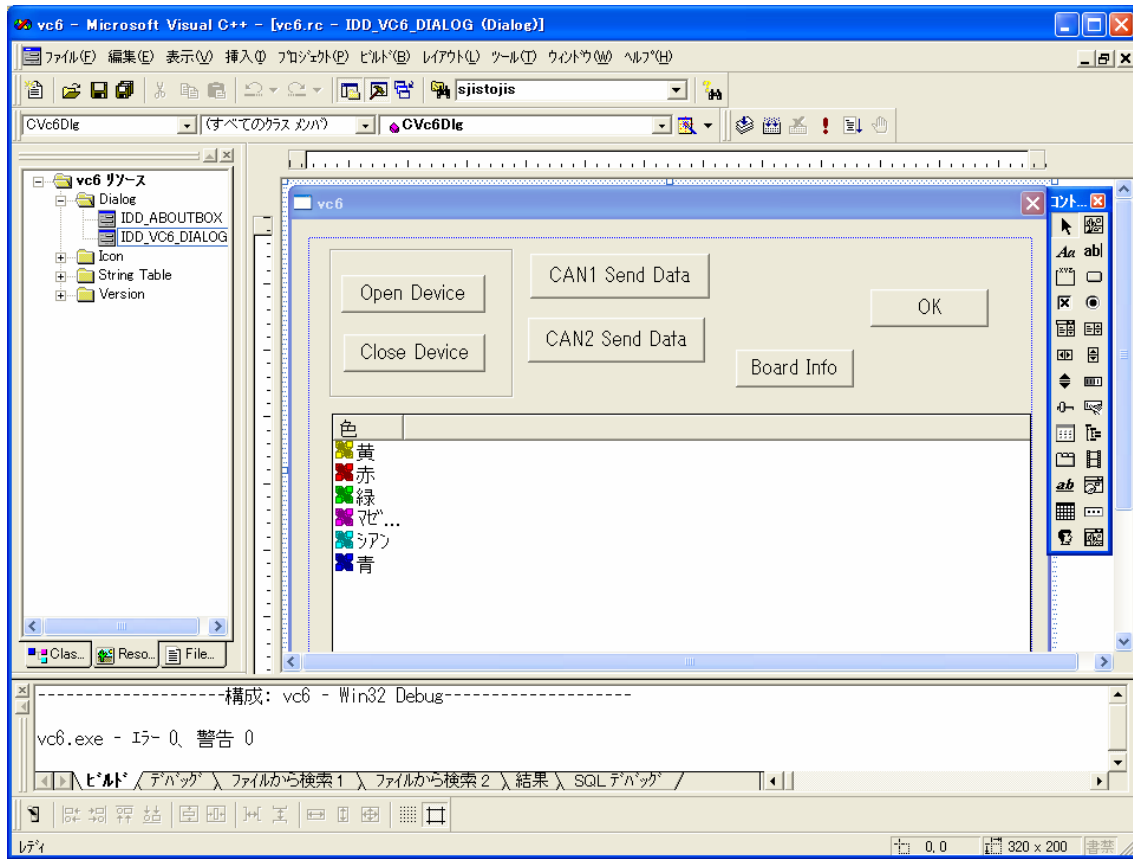 vc6 - Microsoft Visual C++ - [vc6.rc - IDD_VC6_DIALOG (Dialog)]
ﾌｧｲﾙ(F) 編集(E) 表示(V) 挿入(I) ﾌﾟﾛｼﾞｪｸﾄ(P) ﾋﾞﾙﾄﾞ(B) ﾚｲｱｳﾄ(L) ﾂｰﾙ(T) ｳｨﾝﾄﾞｳ(W) ﾍﾙﾌﾟ(H)
sjistojis
CVc6Dlg (すべてのｸﾗｽ ﾒﾝﾊﾞ) CVc6Dlg
vc6 ﾘｿｰｽ
Dialog
IDD_ABOUTBOX
IDD_VC6_DIALOG
Icon
String Table
Version
Clas... Reso... File...
vc6
Open Device
Close Device
CAN1 Send Data
CAN2 Send Data
Board Info
OK
色
黄
赤
緑
ﾏｾﾞ...
ｼｱﾝ
青
ｺﾝﾄ...
Aa ab
XYZ
ab
--------------------構成: vc6 - Win32 Debug--------------------
vc6.exe - ｴﾗｰ 0、警告 0
ﾋﾞﾙﾄﾞ ﾃﾞﾊﾞｯｸﾞ ﾌｧｲﾙから検索1 ﾌｧｲﾙから検索2 結果 SQL ﾃﾞﾊﾞｯｸﾞ
ﾚﾃﾞｨ 0, 0 320 x 200 書禁